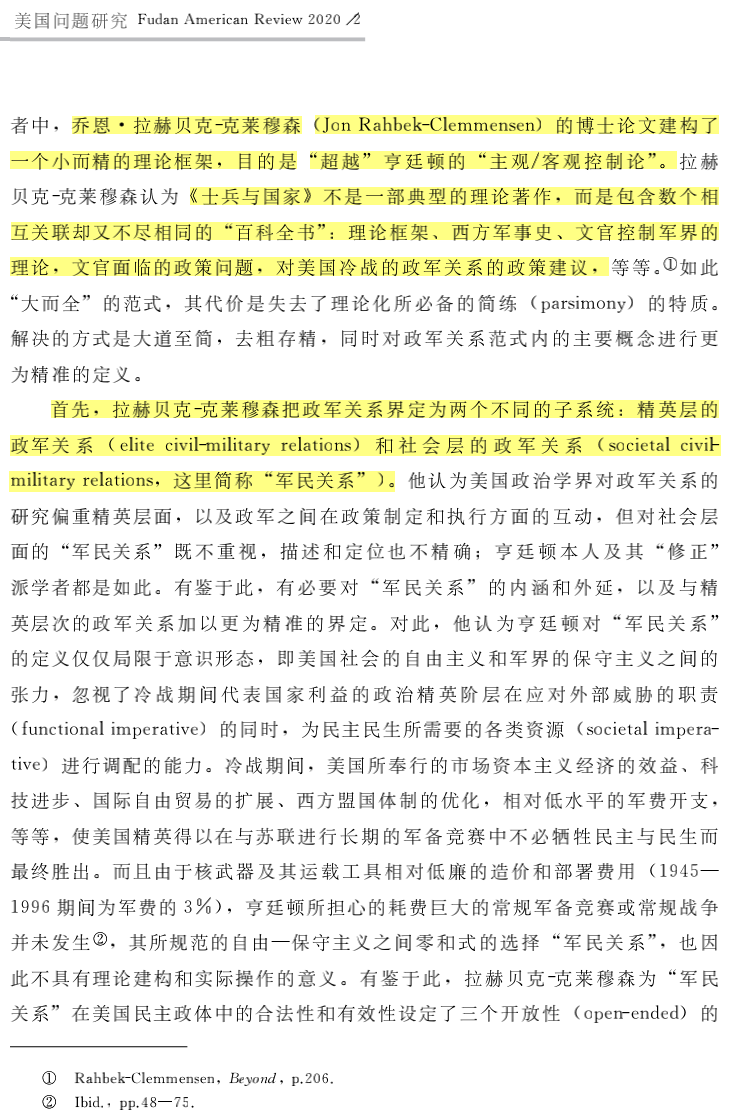 美国问题研究 Fudan American Review 2020 /2
者中，乔恩·拉赫贝克-克莱穆森（Jon Rahbek-Clemmensen）的博士论文建构了
一个小而精的理论框架，目的是“超越”亨廷顿的“主观/客观控制论”。拉赫
贝克-克莱穆森认为《士兵与国家》不是一部典型的理论著作，而是包含数个相
互关联却又不尽相同的“百科全书”：理论框架、西方军事史、文官控制军界的
理论，文官面临的政策问题，对美国冷战的政军关系的政策建议，等等。①如此
“大而全”的范式，其代价是失去了理论化所必备的简练（parsimony）的特质。
解决的方式是大道至简，去粗存精，同时对政军关系范式内的主要概念进行更
为精准的定义。
首先，拉赫贝克-克莱穆森把政军关系界定为两个不同的子系统：精英层的
政军关系（elite civil-military relations）和社会层的政军关系（societal civil-
military relations，这里简称“军民关系”）。他认为美国政治学界对政军关系的
研究偏重精英层面，以及政军之间在政策制定和执行方面的互动，但对社会层
面的“军民关系”既不重视，描述和定位也不精确；亨廷顿本人及其“修正”
派学者都是如此。有鉴于此，有必要对“军民关系”的内涵和外延，以及与精
英层次的政军关系加以更为精准的界定。对此，他认为亨廷顿对“军民关系”
的定义仅仅局限于意识形态，即美国社会的自由主义和军界的保守主义之间的
张力，忽视了冷战期间代表国家利益的政治精英阶层在应对外部威胁的职责
（functional imperative）的同时，为民主民生所需要的各类资源（societal impera-
tive）进行调配的能力。冷战期间，美国所奉行的市场资本主义经济的效益、科
技进步、国际自由贸易的扩展、西方盟国体制的优化，相对低水平的军费开支，
等等，使美国精英得以在与苏联进行长期的军备竞赛中不必牺牲民主与民生而
最终胜出。而且由于核武器及其运载工具相对低廉的造价和部署费用（1945—
1996 期间为军费的 3%），亨廷顿所担心的耗费巨大的常规军备竞赛或常规战争
并未发生②，其所规范的自由—保守主义之间零和式的选择“军民关系”，也因
此不具有理论建构和实际操作的意义。有鉴于此，拉赫贝克-克莱穆森为“军民
关系”在美国民主政体中的合法性和有效性设定了三个开放性（open-ended）的
① Rahbek-Clemmensen，Beyond，p.206.
② Ibid.，pp.48—75.